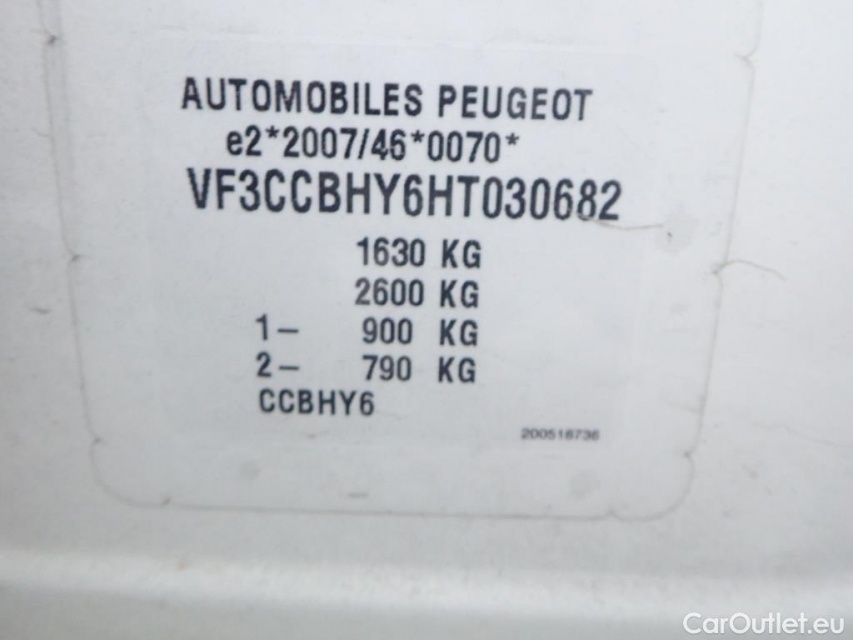 AUTOMOBILES PEUGEOT
e2*2007/46*0070*
VF3CCBHY6HT030682
1630 KG
2600 KG
1- 900 KG
2- 790 KG
CCBHY6
200516736
CarOutlet.eu